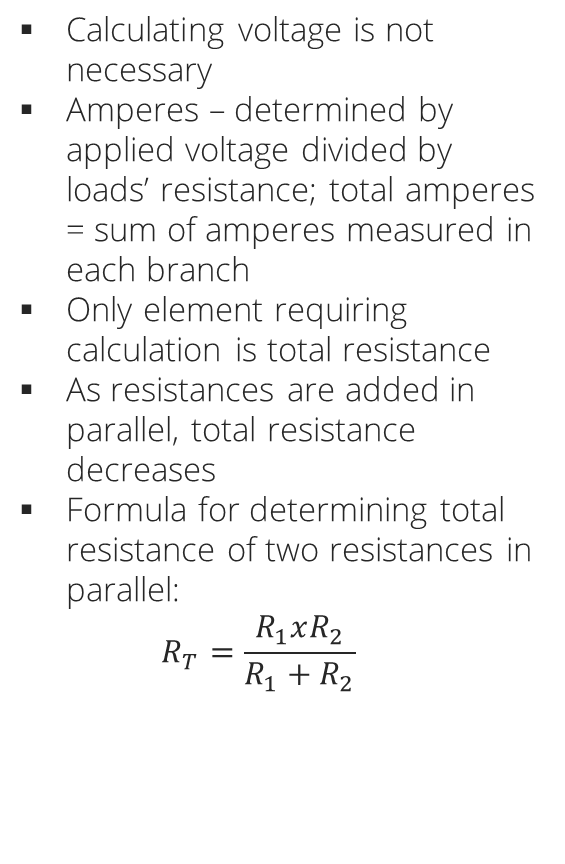 ▪ Calculating voltage is not
necessary
▪ Amperes – determined by
applied voltage divided by
loads’ resistance; total amperes
= sum of amperes measured in
each branch
▪ Only element requiring
calculation is total resistance
▪ As resistances are added in
parallel, total resistance
decreases
▪ Formula for determining total
resistance of two resistances in
parallel:
R_T = \frac{R_1 x R_2}{R_1 + R_2}